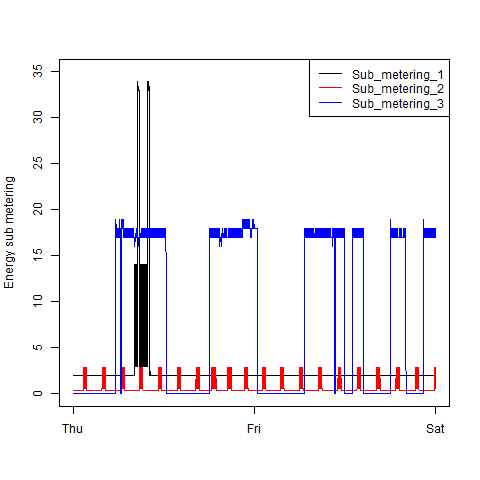 Sub_metering_1
Sub_metering_2
Sub_metering_3
Energy sub metering
35
30
25
20
15
10
5
0
Thu Fri Sat